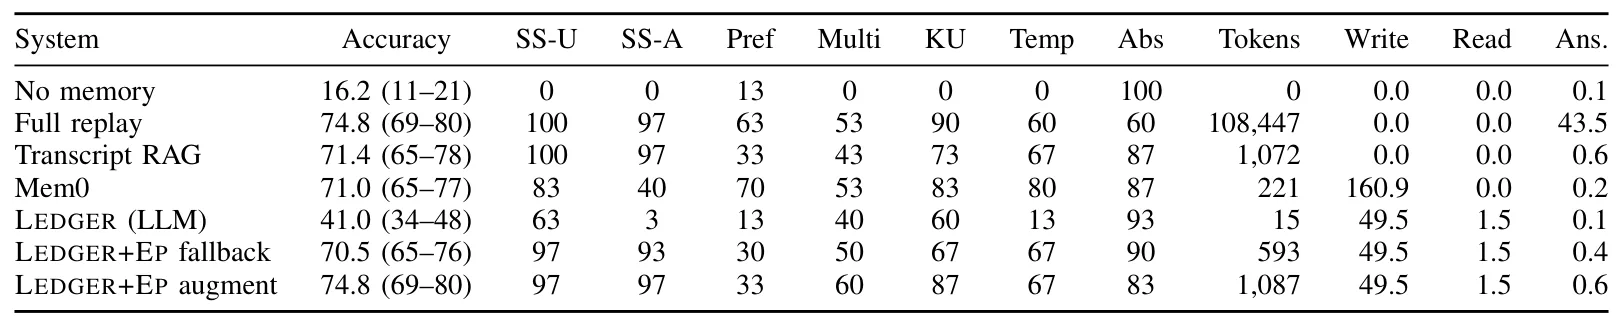 System Accuracy SS-U SS-A Pref Multi KU Temp Abs Tokens Write Read Ans.
No memory 16.2 (11–21) 0 0 13 0 0 0 100 0 0.0 0.0 0.1
Full replay 74.8 (69–80) 100 97 63 53 90 60 60 108,447 0.0 0.0 43.5
Transcript RAG 71.4 (65–78) 100 97 33 43 73 67 87 1,072 0.0 0.0 0.6
Mem0 71.0 (65–77) 83 40 70 53 83 80 87 221 160.9 0.0 0.2
LEDGER (LLM) 41.0 (34–48) 63 3 13 40 60 13 93 15 49.5 1.5 0.1
LEDGER+EP fallback 70.5 (65–76) 97 93 30 50 67 67 90 593 49.5 1.5 0.4
LEDGER+EP augment 74.8 (69–80) 97 97 33 60 87 67 83 1,087 49.5 1.5 0.6